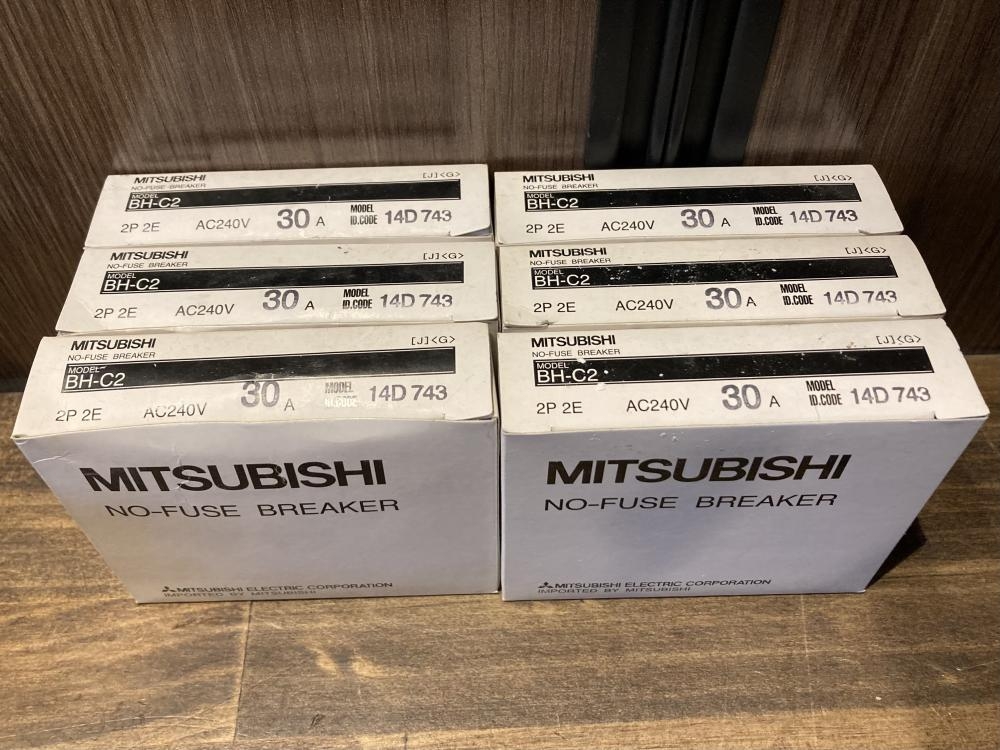 MITSUBISHI [J]<G>
NO-FUSE BREAKER
MODEL
BH-C2
2P 2E AC240V 30 A MODEL ID.CODE 14D 743
MITSUBISHI [J]<G>
NO-FUSE BREAKER
MODEL
BH-C2
2P 2E AC240V 30 A MODEL ID.CODE 14D 743
MITSUBISHI [J]<G>
NO-FUSE BREAKER
MODEL
BH-C2
2P 2E AC240V 30 A MODEL ID.CODE 14D 743
MITSUBISHI
NO-FUSE BREAKER
MITSUBISHI ELECTRIC CORPORATION
IMPORTED BY MITSUBISHI
MITSUBISHI [J]<G>
NO-FUSE BREAKER
MODEL
BH-C2
2P 2E AC240V 30 A MODEL ID.CODE 14D 743
MITSUBISHI [J]<G>
NO-FUSE BREAKER
MODEL
BH-C2
2P 2E AC240V 30 A MODEL ID.CODE 14D 743
MITSUBISHI [J]<G>
NO-FUSE BREAKER
MODEL
BH-C2
2P 2E AC240V 30 A MODEL ID.CODE 14D 743
MITSUBISHI
NO-FUSE BREAKER
MITSUBISHI ELECTRIC CORPORATION
IMPORTED BY MITSUBISHI